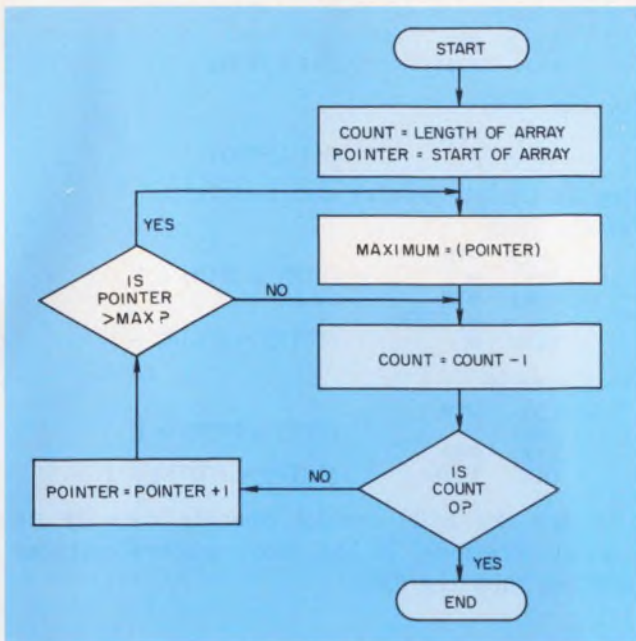 START
COUNT = LENGTH OF ARRAY
POINTER = START OF ARRAY
YES
MAXIMUM = (POINTER)
IS
POINTER
>MAX?
NO
COUNT = COUNT - 1
POINTER = POINTER + 1
NO
IS
COUNT
0?
YES
END